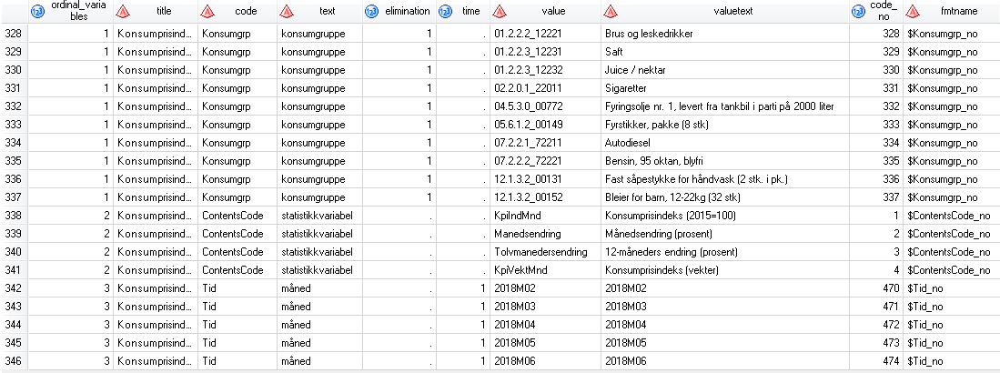 ordinal_varia bles title code text elimination time value valuetext code_ no fmtname
328 1 Konsumprisind... Konsumgrp konsumgruppe 1 . 01.2.2.2_12221 Brus og leskedrikker 328 $Konsumgrp_no
329 1 Konsumprisind... Konsumgrp konsumgruppe 1 . 01.2.2.3_12231 Saft 329 $Konsumgrp_no
330 1 Konsumprisind... Konsumgrp konsumgruppe 1 . 01.2.2.3_12232 Juice / nektar 330 $Konsumgrp_no
331 1 Konsumprisind... Konsumgrp konsumgruppe 1 . 02.2.0.1_22011 Sigaretter 331 $Konsumgrp_no
332 1 Konsumprisind... Konsumgrp konsumgruppe 1 . 04.5.3.0_00772 Fyringsolje nr. 1, levert fra tankbil i parti på 2000 liter 332 $Konsumgrp_no
333 1 Konsumprisind... Konsumgrp konsumgruppe 1 . 05.6.1.2_00149 Fyrstikker, pakke (8 stk) 333 $Konsumgrp_no
334 1 Konsumprisind... Konsumgrp konsumgruppe 1 . 07.2.2.1_72211 Autodiesel 334 $Konsumgrp_no
335 1 Konsumprisind... Konsumgrp konsumgruppe 1 . 07.2.2.2_72221 Bensin, 95 oktan, blyfri 335 $Konsumgrp_no
336 1 Konsumprisind... Konsumgrp konsumgruppe 1 . 12.1.3.2_00131 Fast såpestykke for håndvask (2 stk. i pk.) 336 $Konsumgrp_no
337 1 Konsumprisind... Konsumgrp konsumgruppe 1 . 12.1.3.2_00152 Bleier for barn, 12-22kg (32 stk) 337 $Konsumgrp_no
338 2 Konsumprisind... ContentsCode statistikkvariabel . . KpiIndMnd Konsumprisindeks (2015=100) 1 $ContentsCode_no
339 2 Konsumprisind... ContentsCode statistikkvariabel . . Manedsendring Månedsendring (prosent) 2 $ContentsCode_no
340 2 Konsumprisind... ContentsCode statistikkvariabel . . Tolvmanedersendring 12-måneders endring (prosent) 3 $ContentsCode_no
341 2 Konsumprisind... ContentsCode statistikkvariabel . . KpiVektMnd Konsumprisindeks (vekter) 4 $ContentsCode_no
342 3 Konsumprisind... Tid måned . 1 2018M02 2018M02 470 $Tid_no
343 3 Konsumprisind... Tid måned . 1 2018M03 2018M03 471 $Tid_no
344 3 Konsumprisind... Tid måned . 1 2018M04 2018M04 472 $Tid_no
345 3 Konsumprisind... Tid måned . 1 2018M05 2018M05 473 $Tid_no
346 3 Konsumprisind... Tid måned . 1 2018M06 2018M06 474 $Tid_no